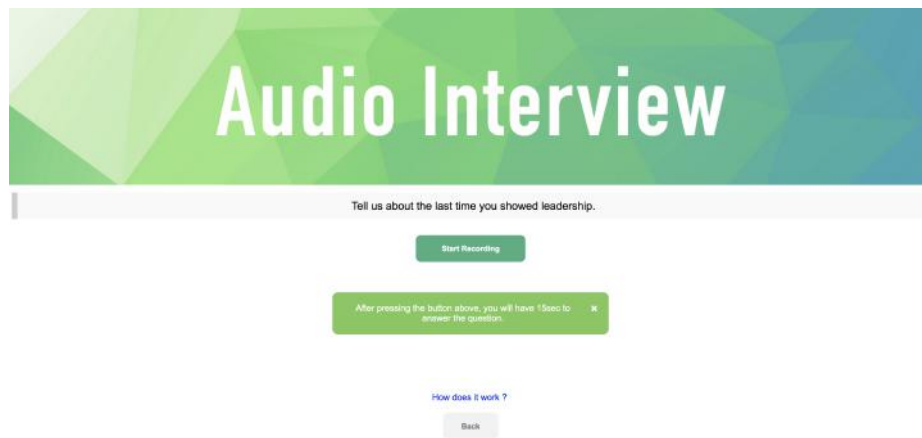 Audio Interview
Tell us about the last time you showed leadership.
Start Recording
After pressing the button above, you will have 15sec to ×
answer the question.
How does it work ?
Back